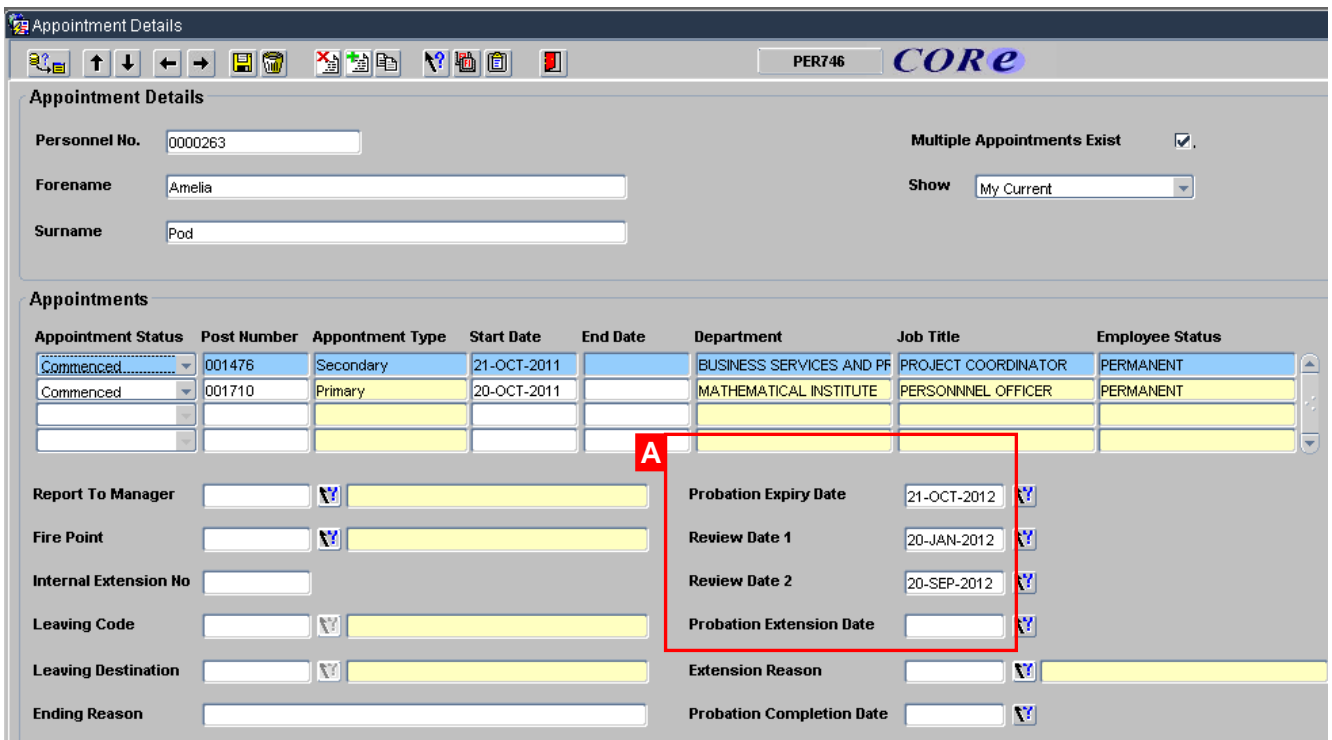 Appointment Details
PER746 CORe
Appointment Details
Personnel No. 0000263 Multiple Appointments Exist .
Forename Amelia Show My Current
Surname Pod
Appointments
Appointment Status Post Number Appontment Type Start Date End Date Department Job Title Employee Status
Commenced 001476 Secondary 21-OCT-2011 BUSINESS SERVICES AND PR PROJECT COORDINATOR PERMANENT
Commenced 001710 Primary 20-OCT-2011 MATHEMATICAL INSTITUTE PERSONNNEL OFFICER PERMANENT
A
Report To Manager Probation Expiry Date 21-OCT-2012
Fire Point Review Date 1 20-JAN-2012
Internal Extension No Review Date 2 20-SEP-2012
Leaving Code Probation Extension Date
Leaving Destination Extension Reason
Ending Reason Probation Completion Date